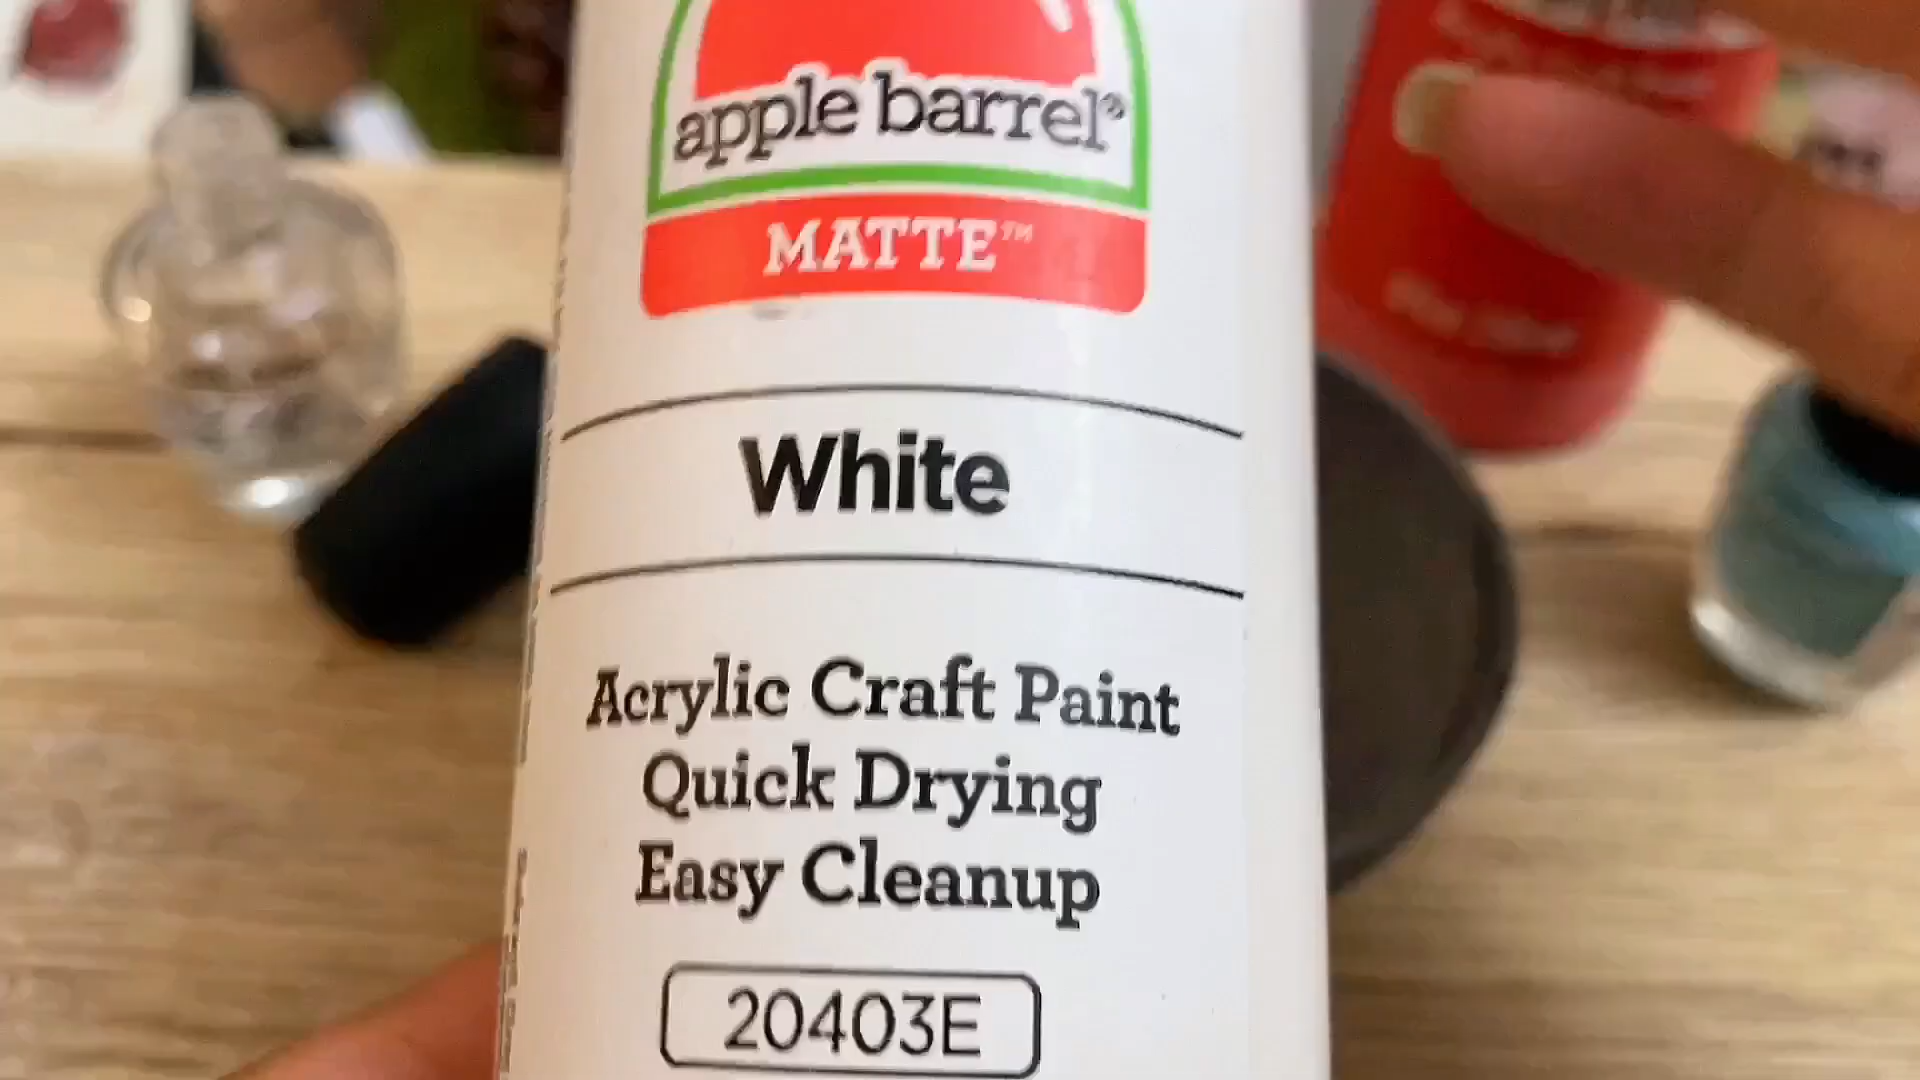 apple barrel®
MATTE™
White
Acrylic Craft Paint
Quick Drying
Easy Cleanup
20403E